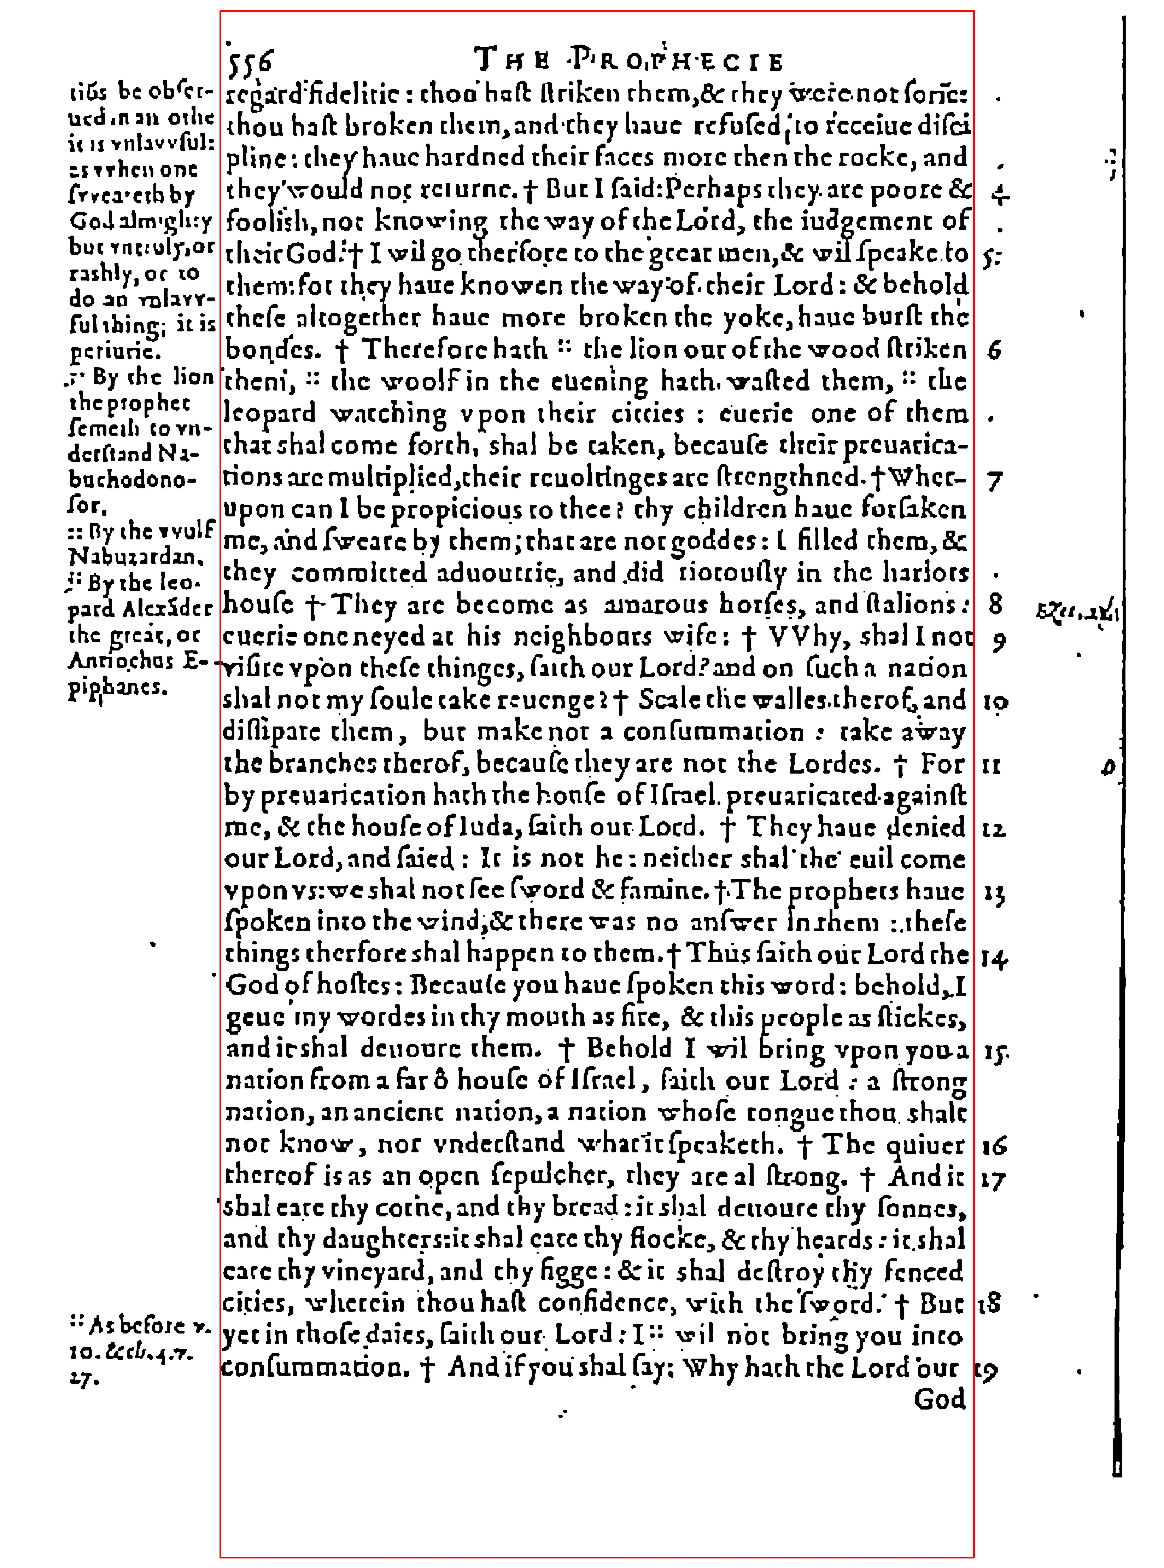 556 THE PROPHECIE
regard fidelitie: thou haſt ſtriken them, & they were not ſorie:
thou haſt broken them, and they haue refuſed to receiue diſci
pline: they haue hardned their faces more then the rocke, and
they would not returne. † But I ſaid: Perhaps they are poore &
fooliſh, not knowing the way of the Lord, the iudgement of
their God. † I wil go therfore to the great men, & wil ſpeake to
them: for they haue knowen the way of their Lord: & behold
theſe altogether haue more broken the yoke, haue burſt the
bondes. † Therefore hath :: the lion out of the wood ſtriken
them, :: the woolf in the euening hath waſted them, :: the
leopard watching vpon their citties : euerie one of them
that shal come forth, shal be taken, becauſe their preuarica-
tions are multiplied, their reuoltinges are ſtrengthned. † Wher-
upon can I be propicious to thee? thy children haue forſaken
me, and ſweare by them, that are not goddes: I filled them, &
they committed aduoutrie, and did riotouſly in the harlots
houſe † They are become as amarous horſes, and ſtalions:
euerie one neyed at his neighbours wife: † VVhy, shal I not
viſite vpon theſe thinges, ſaith our Lord? and on ſuch a nation
shal not my ſoule take reuenge? † Scale the walles therof, and
diſſipate them, but make not a conſummation : take away
the branches therof, becauſe they are not the Lordes. † For
by preuarication hath the houſe of Iſrael preuaricated againſt
me, & the houſe of Iuda, ſaith our Lord. † They haue denied
our Lord, and ſaied: It is not he: neither shal the euil come
vpon vs: we shal not ſee ſword & famine. † The prophets haue
ſpoken into the wind, & there was no anſwer in them : theſe
things therfore shal happen to them. † Thus ſaith our Lord the
God of hoſtes: Becauſe you haue ſpoken this word: behold, I
geue my wordes in thy mouth as fire, & this people as ſtickes,
and it shal deuoure them. † Behold I wil bring vpon you a
nation from a far ô houſe of Iſrael, ſaith our Lord : a ſtrong
nation, an ancient nation, a nation whoſe tongue thou shalt
not know, nor vnderſtand what it ſpeaketh. † The quiuer
thereof is as an open ſepulcher, they are al ſtrong. † And it
shal eate thy corne, and thy bread: it shal deuoure thy ſonnes,
and thy daughters: it shal eate thy flocke, & thy heards: it shal
eate thy vineyard, and thy figge: & it shal deſtroy thy fenced
cities, wherein thou haſt confidence, with the ſword. † But
yet in thoſe daies, ſaith our Lord: I :: wil not bring you into
conſummation. † And if you shal ſay: Why hath the Lord our
God
tiõs be obſer-
ued in an othe
it is vnlavvful:
as vvhen one
ſvveareth by
God almighty
but vntruly, or
rashly, or to
do an vnlavv-
ful thing; it is
periurie.
:: By the lion
the prophet
ſemeth to vn-
derſtand Na-
buchodono-
ſor.
:: By the vvulf
Nabuzardan.
:: By the leo-
pard Alexãder
the great, or
Antiochus E-
piphanes.
:: As before v.
10. & ch. 4. v.
27.
4
5
6
7
8
9
10
11
12
13
14
15
16
17
18
19